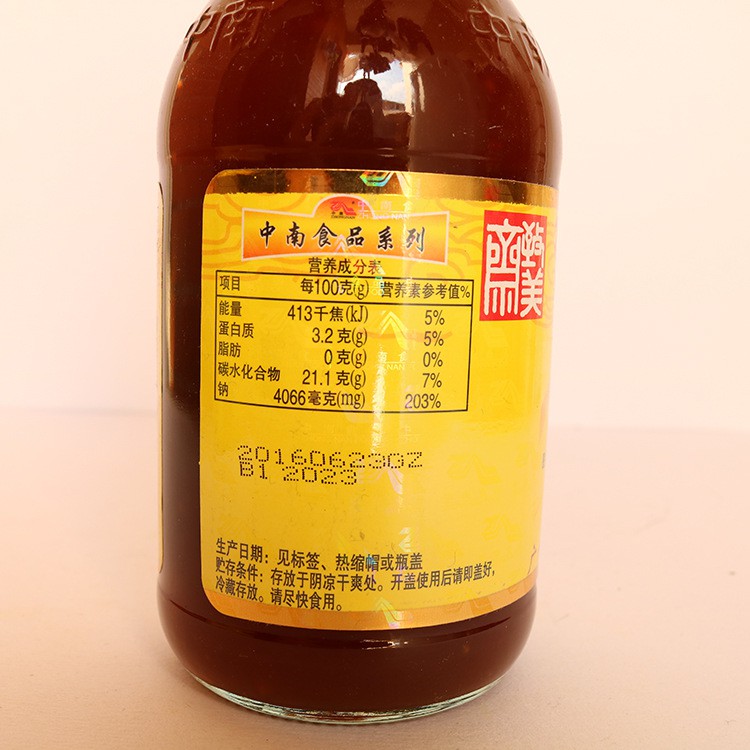 中南
中南
中南食品系列
营养成分表
项目 每100克(g) 营养素参考值%
能量 413千焦(kJ) 5%
蛋白质 3.2克(g) 5%
脂肪 0克(g) 0%
碳水化合物 21.1克(g) 7%
钠 4066毫克(mg) 203%
20160623GZ
B1 2023
生产日期：见标签、热缩帽或瓶盖
贮存条件：存放于阴凉干爽处。开盖使用后请即盖好，
冷藏存放。请尽快食用。